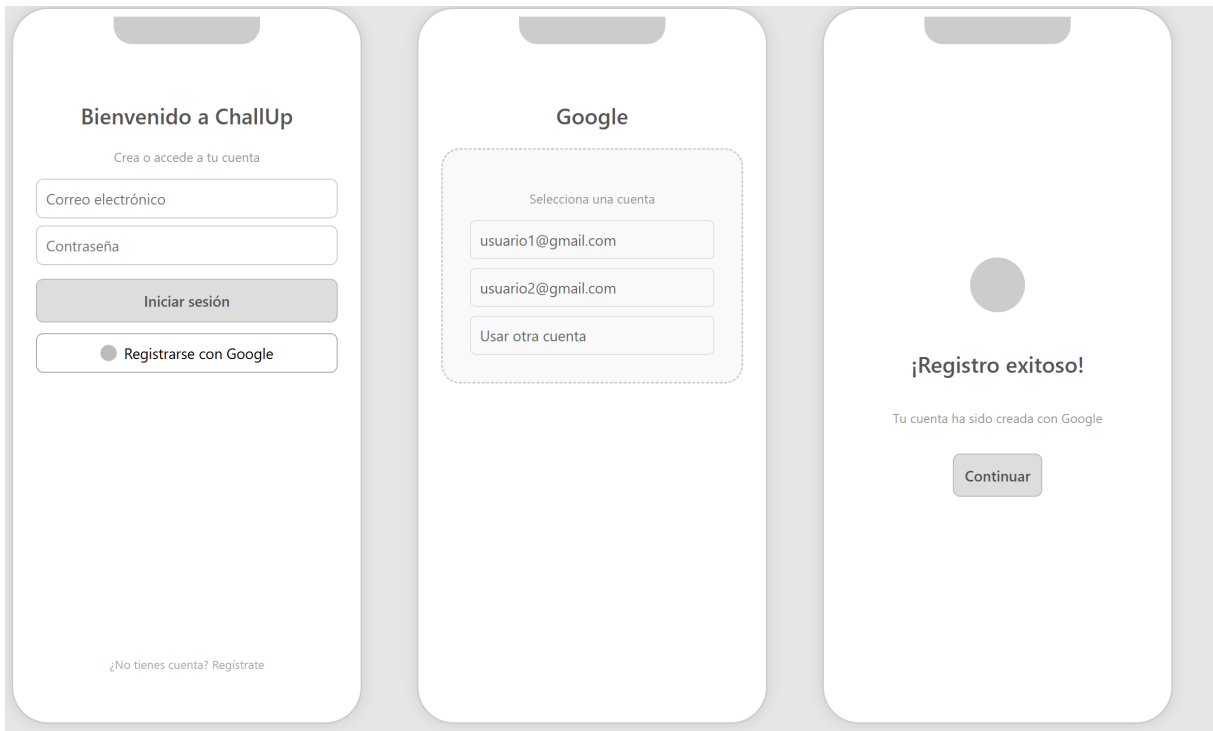 Bienvenido a ChallUp
Crea o accede a tu cuenta
Correo electrónico
Contraseña
Iniciar sesión
Registrarse con Google
¿No tienes cuenta? Regístrate
Google
Selecciona una cuenta
usuario1@gmail.com
usuario2@gmail.com
Usar otra cuenta
¡Registro exitoso!
Tu cuenta ha sido creada con Google
Continuar